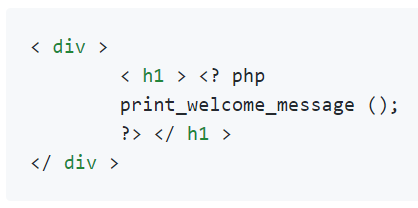 < div >
< h1 > <? php
print_welcome_message ();
?> </ h1 >
</ div >